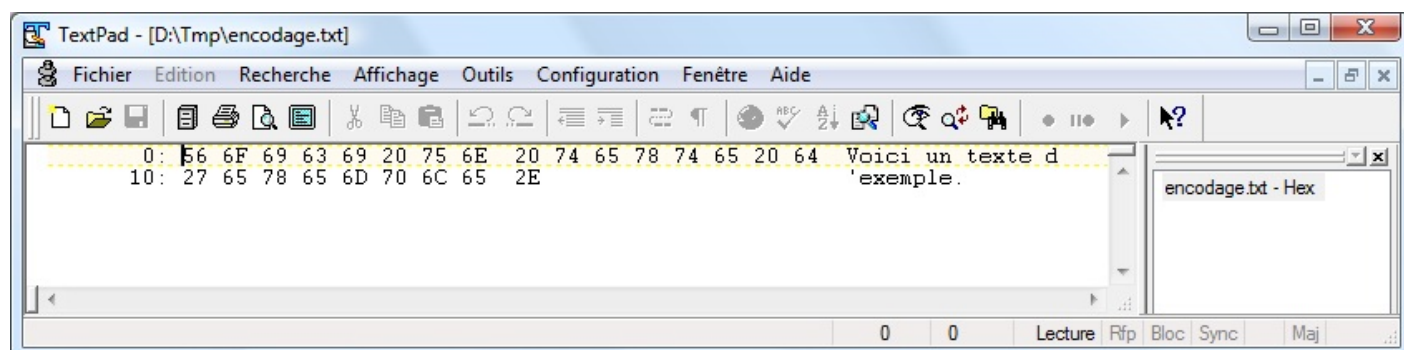 TextPad - [D:\Tmp\encodage.txt]
Fichier Edition Recherche Affichage Outils Configuration Fenêtre Aide
0: 56 6F 69 63 69 20 75 6E 20 74 65 78 74 65 20 64 Voici un texte d
10: 27 65 78 65 6D 70 6C 65 2E 'exemple.
encodage.txt - Hex
0 0 Lecture Rfp Bloc Sync Maj